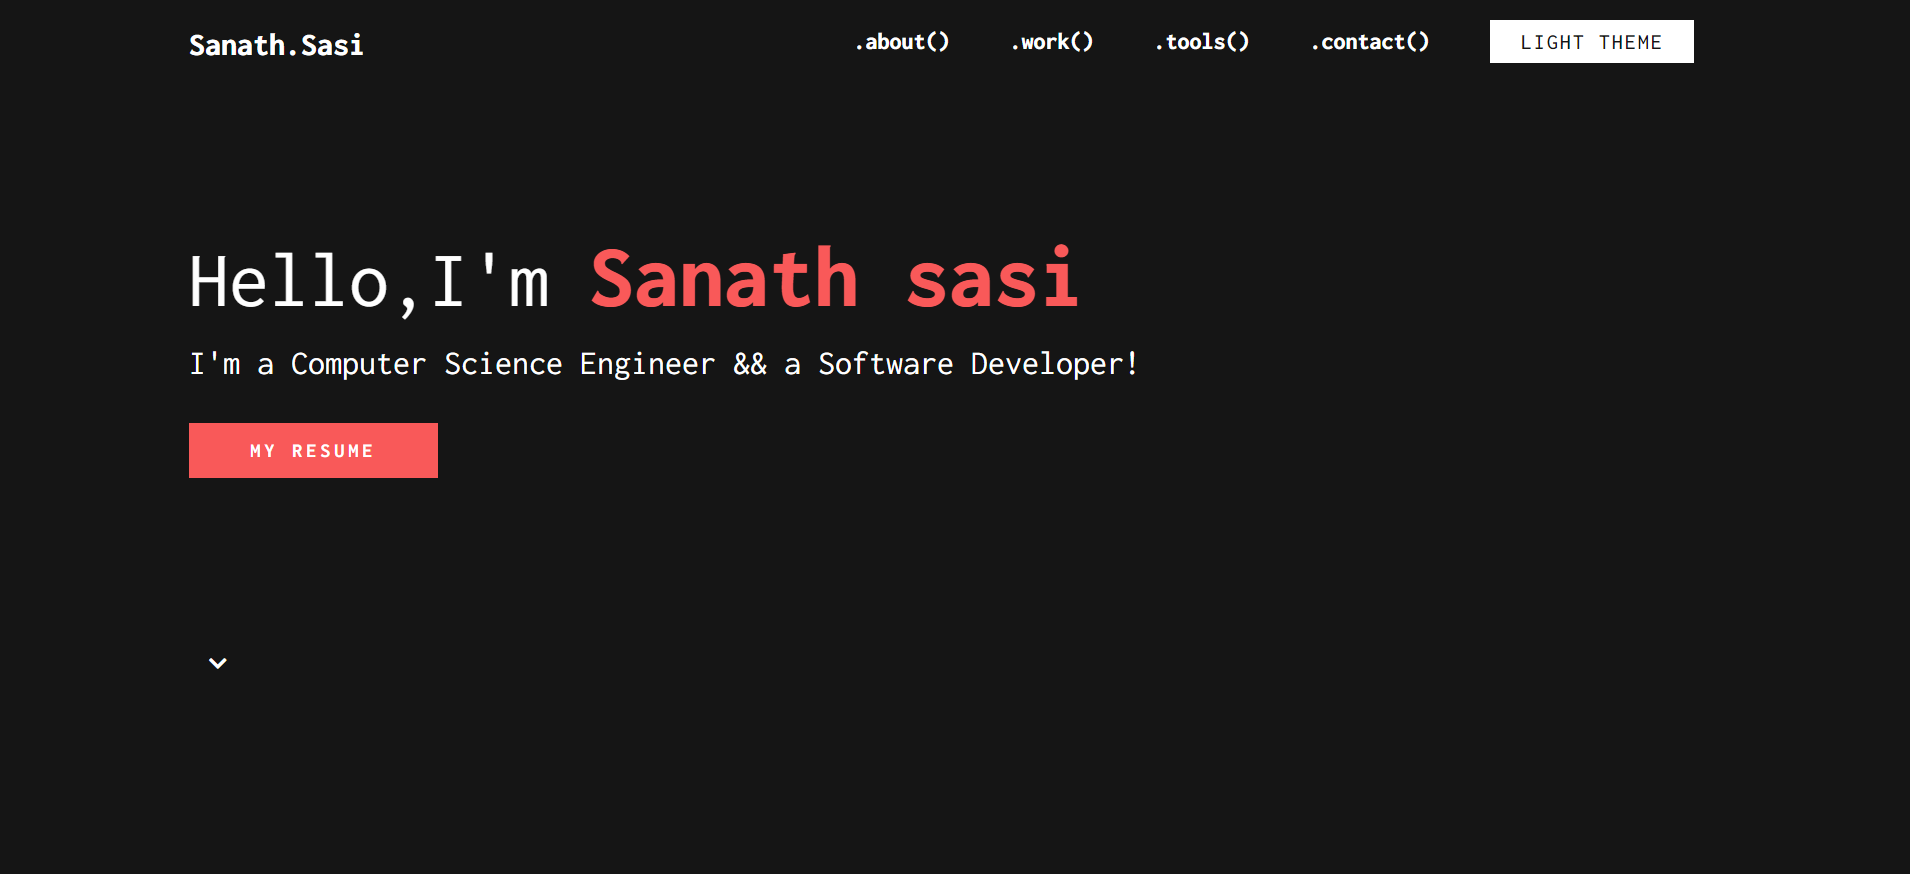 Sanath.Sasi
.about() .work() .tools() .contact() LIGHT THEME
Hello,I'm Sanath sasi
I'm a Computer Science Engineer && a Software Developer!
MY RESUME